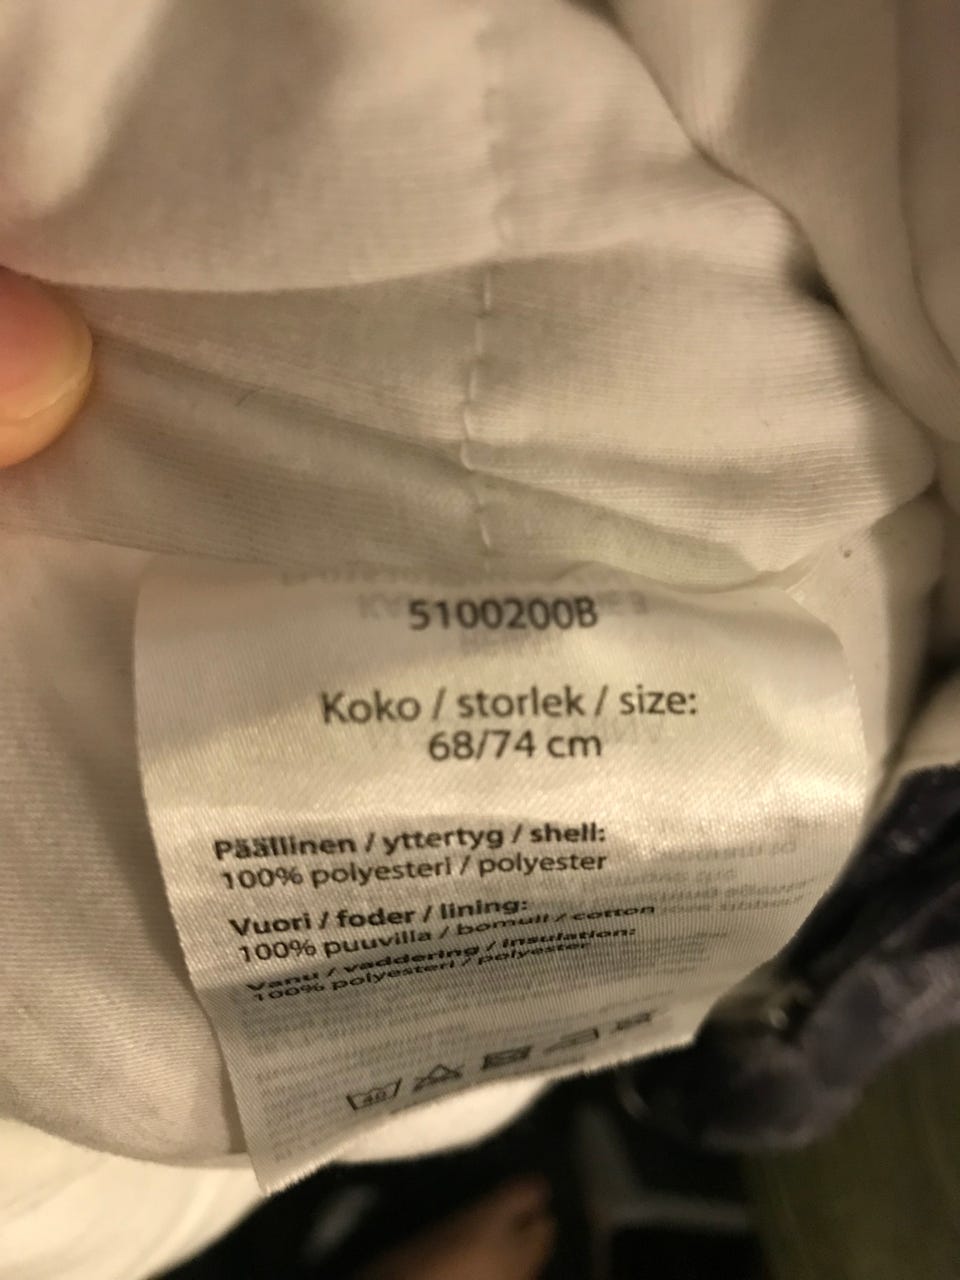 5100200B
Koko / storlek / size:
68/74 cm
Päällinen / yttertyg / shell:
100% polyesteri / polyester
Vuori / foder / lining:
100% puuvilla / bomull / cotton
Vanu / vaddering / insulation:
100% polyesteri / polyester
40